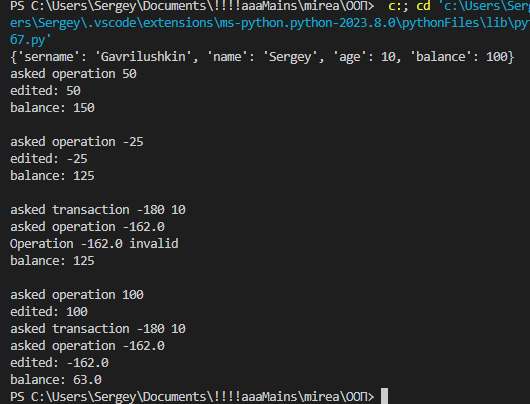 PS C:\Users\Sergey\Documents\!!!!aaaMains\mirea\ООП>  c:; cd 'c:\Users\Serg
ers\Sergey\.vscode\extensions\ms-python.python-2023.8.0\pythonFiles\lib\py
67.py'
{'sername': 'Gavrilushkin', 'name': 'Sergey', 'age': 10, 'balance': 100}
asked operation 50
edited: 50
balance: 150

asked operation -25
edited: -25
balance: 125

asked transaction -180 10
asked operation -162.0
Operation -162.0 invalid
balance: 125

asked operation 100
edited: 100
asked transaction -180 10
asked operation -162.0
edited: -162.0
balance: 63.0
PS C:\Users\Sergey\Documents\!!!!aaaMains\mirea\ООП>